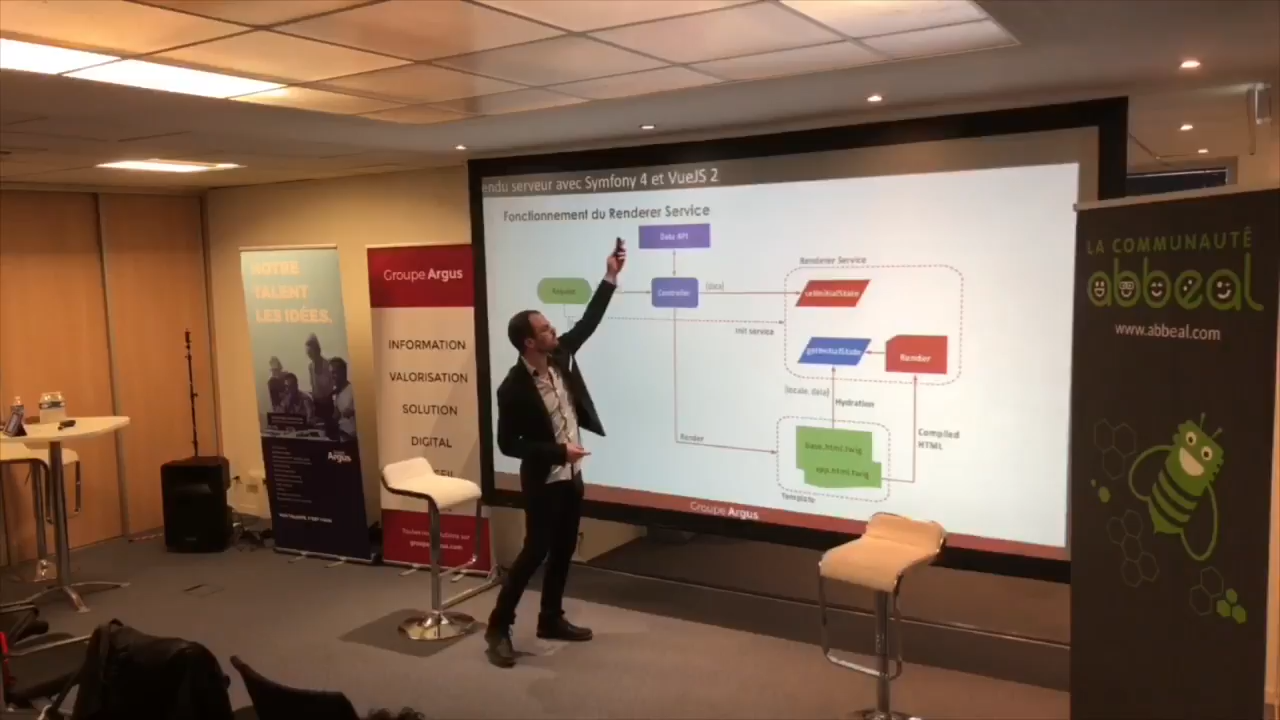 endu serveur avec Symfony 4 et VueJS 2
Fonctionnement du Renderer Service
Data API
Renderer Service
Request
Controller
[data]
setInitialState
Init service
getInitialState
Render
[locale, data]
Hydration
Render
base.html.twig
app.html.twig
Compiled
HTML
Template
Groupe Argus
NOTRE
TALENT
LES IDÉES.
Argus
Groupe Argus
INFORMATION
VALORISATION
SOLUTION
DIGITAL
LA COMMUNAUTÉ
abbeal
www.abbeal.com